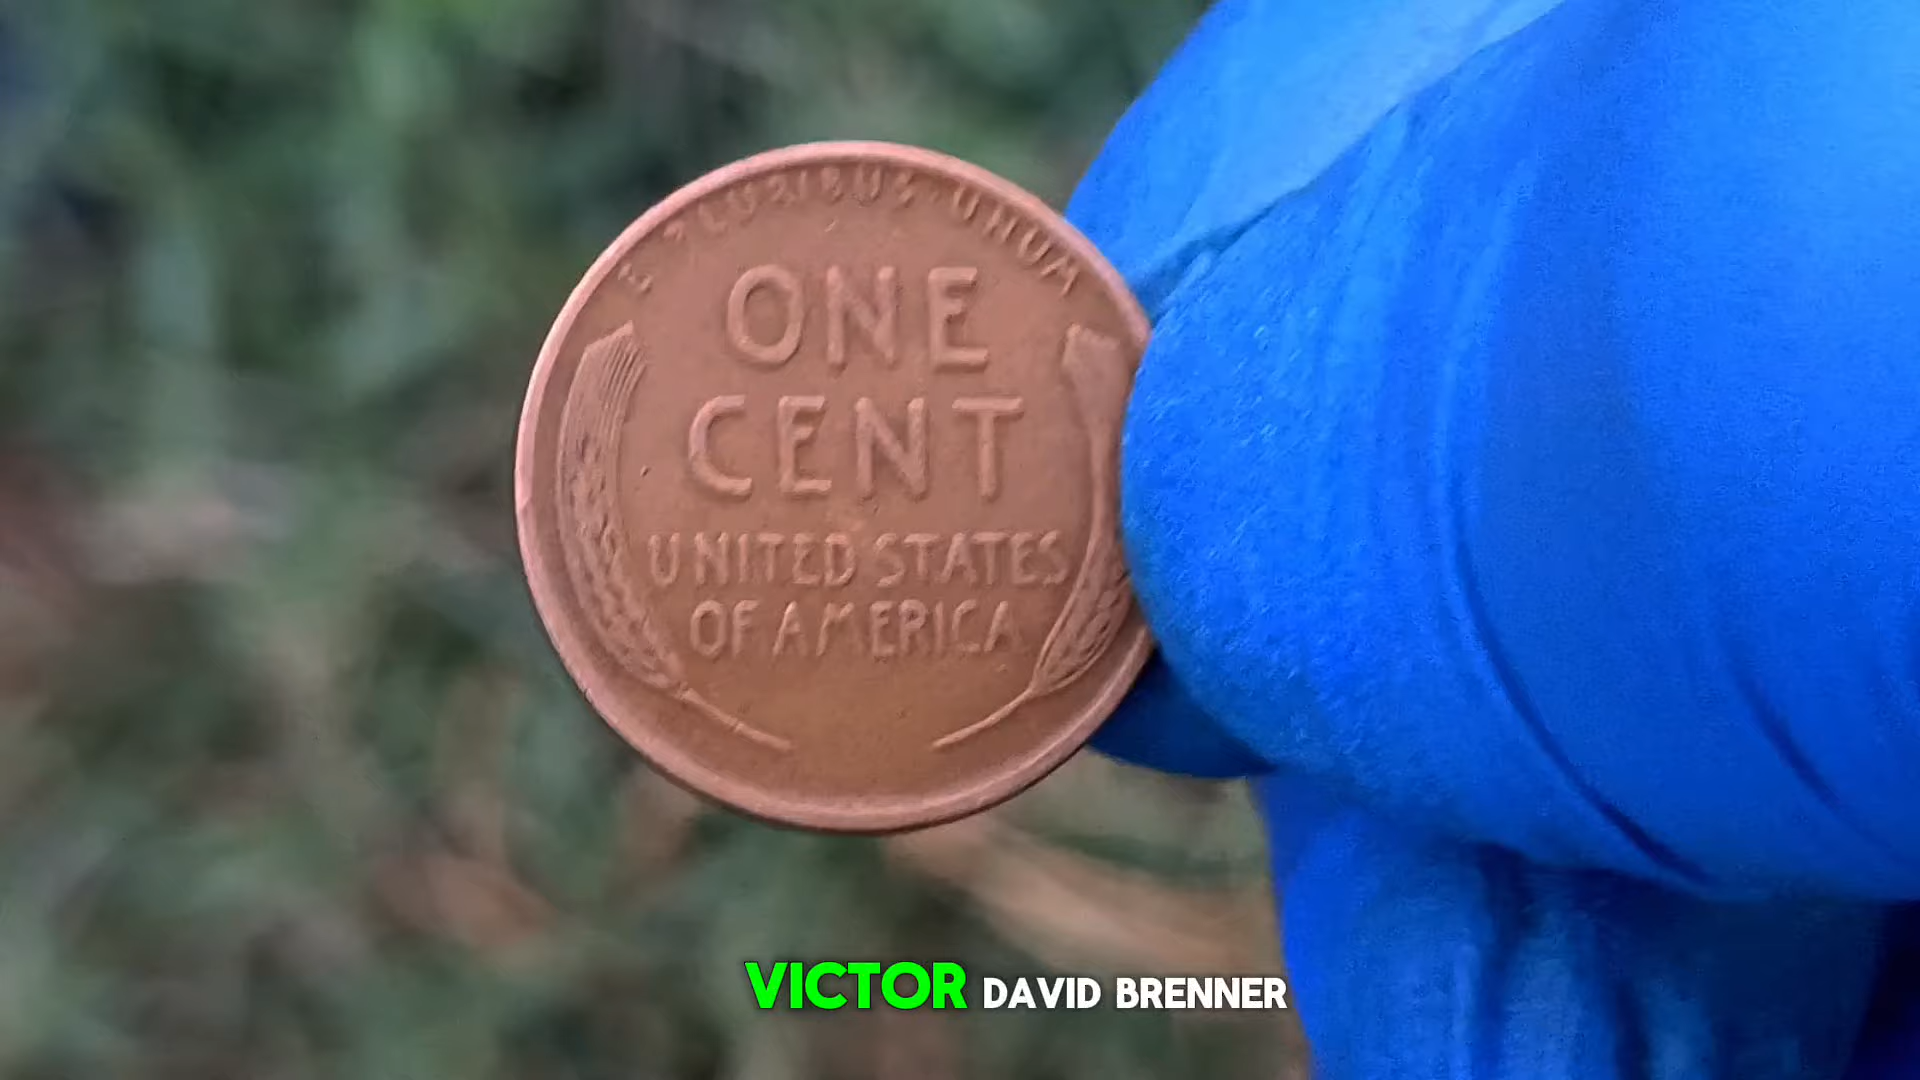 E PLURIBUS · UNUM
ONE
CENT
UNITED STATES
OF AMERICA
VICTOR DAVID BRENNER